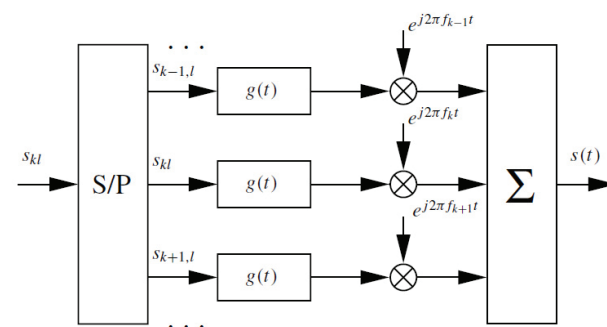 . . .
e^{j2πf_{k−1}t}
s_{k−1,l}
g(t)
e^{j2πf_k t}
s_{kl}
S/P
s_{kl}
g(t)
Σ
s(t)
e^{j2πf_{k+1}t}
s_{k+1,l}
g(t)
. . .